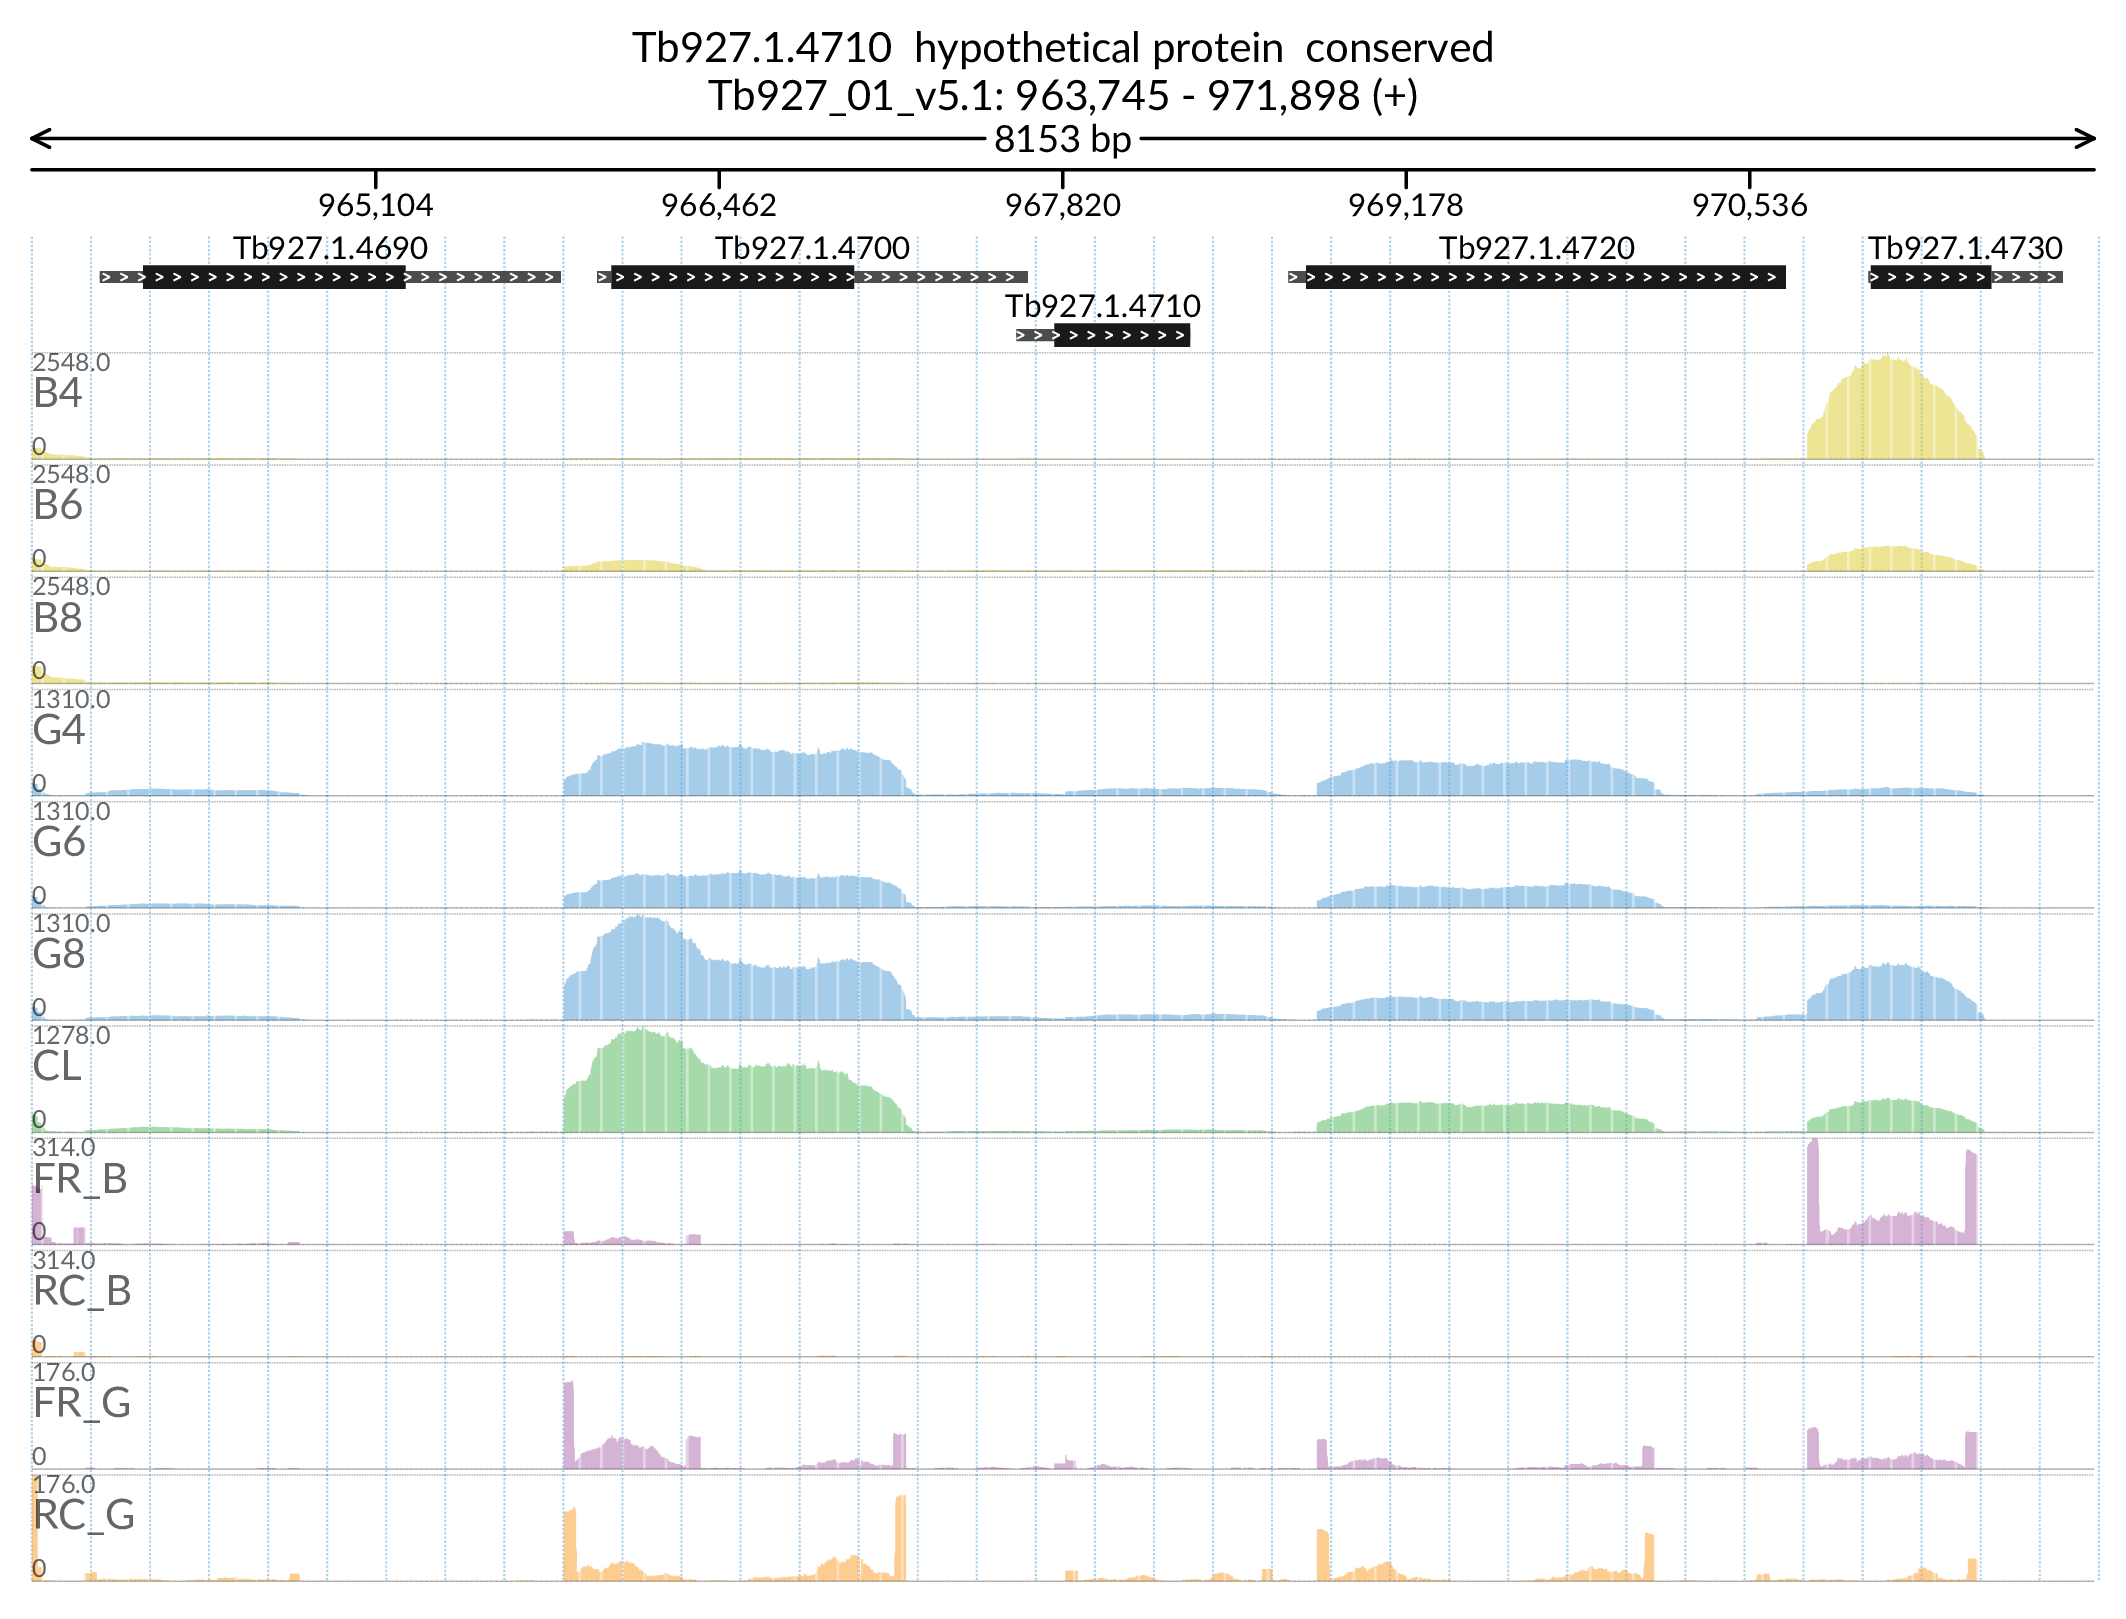 Tb927.1.4710  hypothetical protein  conserved
Tb927_01_v5.1: 963,745 - 971,898 (+)
8153 bp
965,104 966,462 967,820 969,178 970,536
Tb927.1.4690 Tb927.1.4700 Tb927.1.4720 Tb927.1.4730
Tb927.1.4710
2548.0
B4
0
2548.0
B6
0
2548.0
B8
0
1310.0
G4
0
1310.0
G6
0
1310.0
G8
0
1278.0
CL
0
314.0
FR_B
0
314.0
RC_B
0
176.0
FR_G
0
176.0
RC_G
0